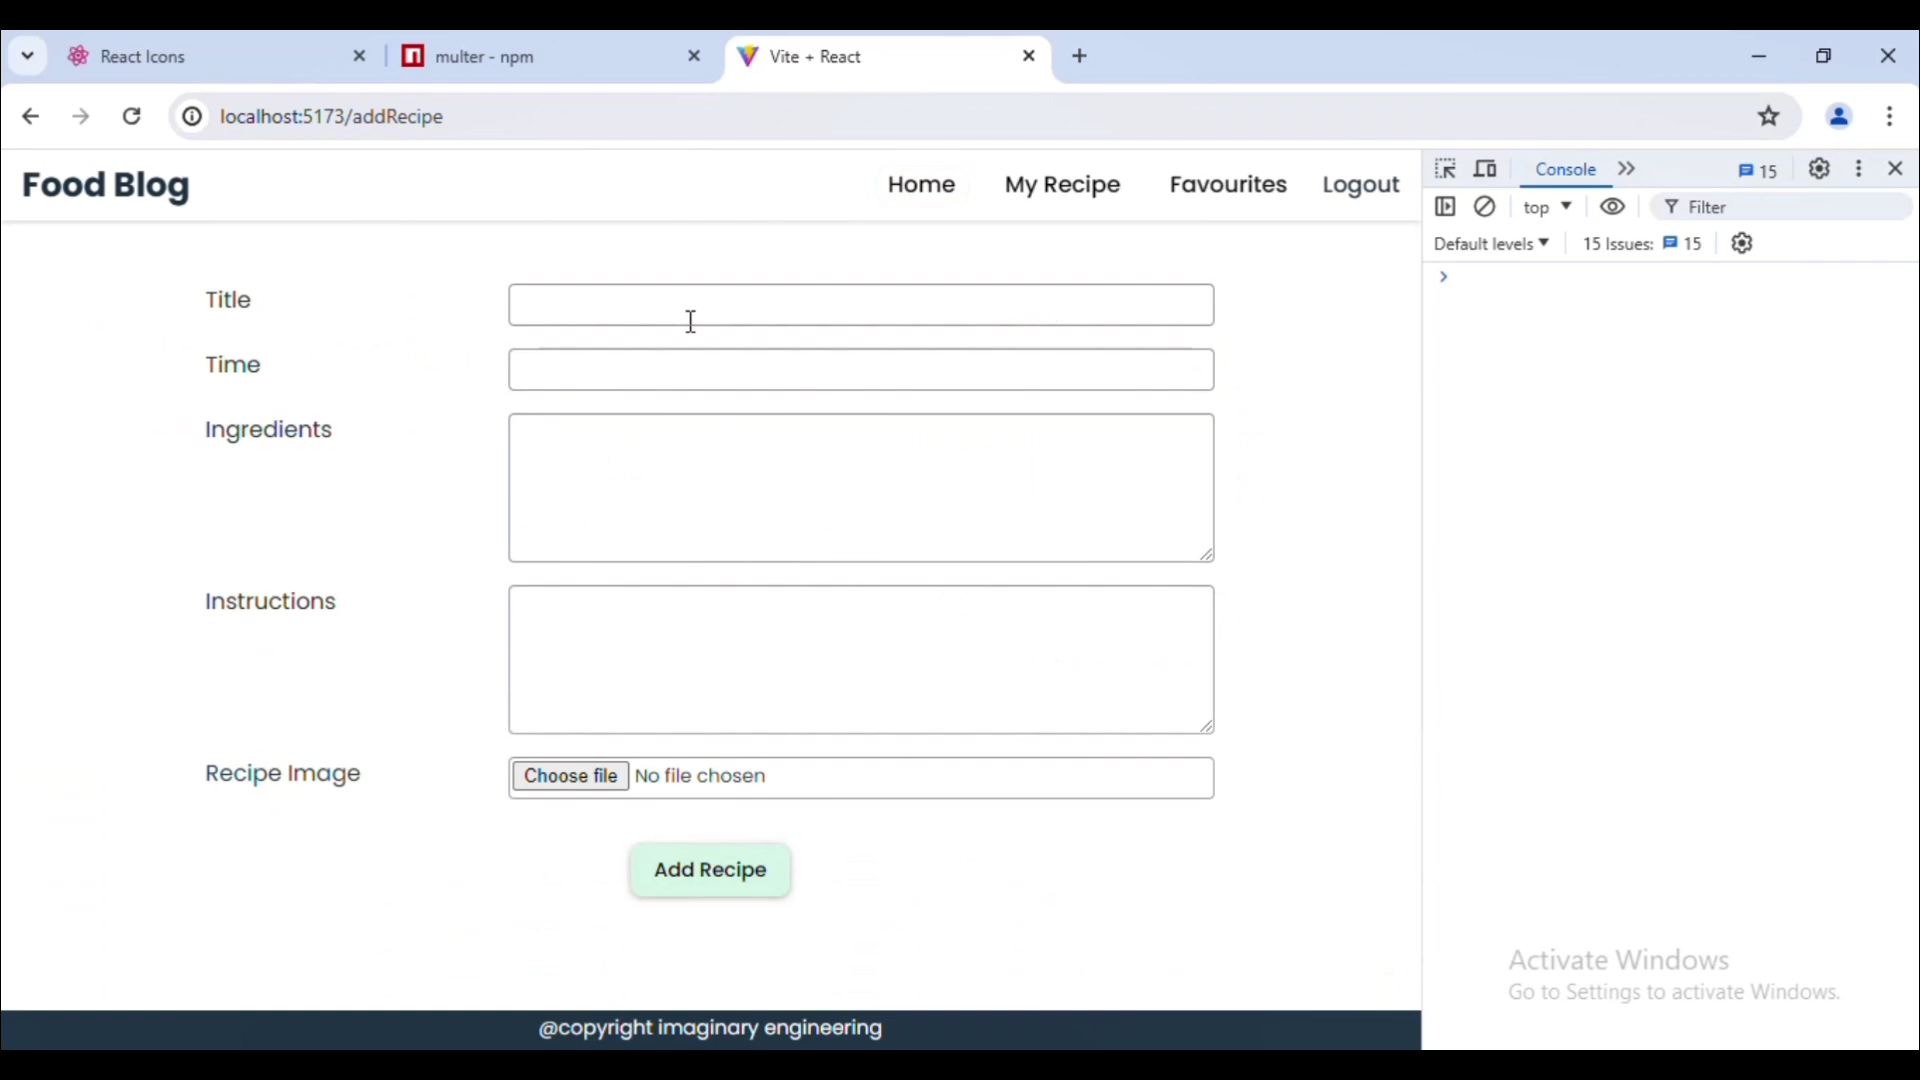 React Icons
multer - npm
Vite + React
localhost:5173/addRecipe
Food Blog
Home
My Recipe
Favourites
Logout
Console
15
top
Filter
Default levels
15 Issues:
15
Title
Time
Ingredients
Instructions
Recipe Image
Choose file
No file chosen
Add Recipe
Activate Windows
Go to Settings to activate Windows.
@copyright imaginary engineering